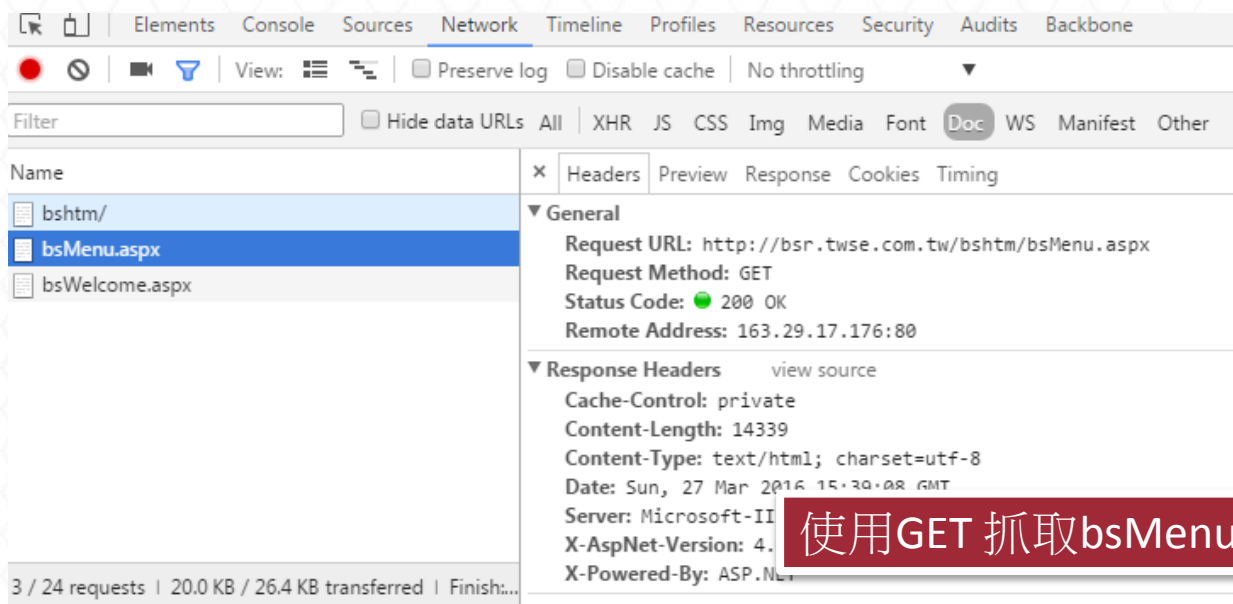 Elements Console Sources Network Timeline Profiles Resources Security Audits Backbone
View: Preserve log Disable cache No throttling
Filter Hide data URLs All XHR JS CSS Img Media Font Doc WS Manifest Other
Name
× Headers Preview Response Cookies Timing
bshtm/
bsMenu.aspx
bsWelcome.aspx
General
Request URL: http://bsr.twse.com.tw/bshtm/bsMenu.aspx
Request Method: GET
Status Code: 200 OK
Remote Address: 163.29.17.176:80
Response Headers view source
Cache-Control: private
Content-Length: 14339
Content-Type: text/html; charset=utf-8
Date: Sun, 27 Mar 2016 15:39:08 GMT
Server: Microsoft-II
X-AspNet-Version: 4.
X-Powered-By: ASP.NET
使用GET 抓取bsMenu
3 / 24 requests | 20.0 KB / 26.4 KB transferred | Finish:...